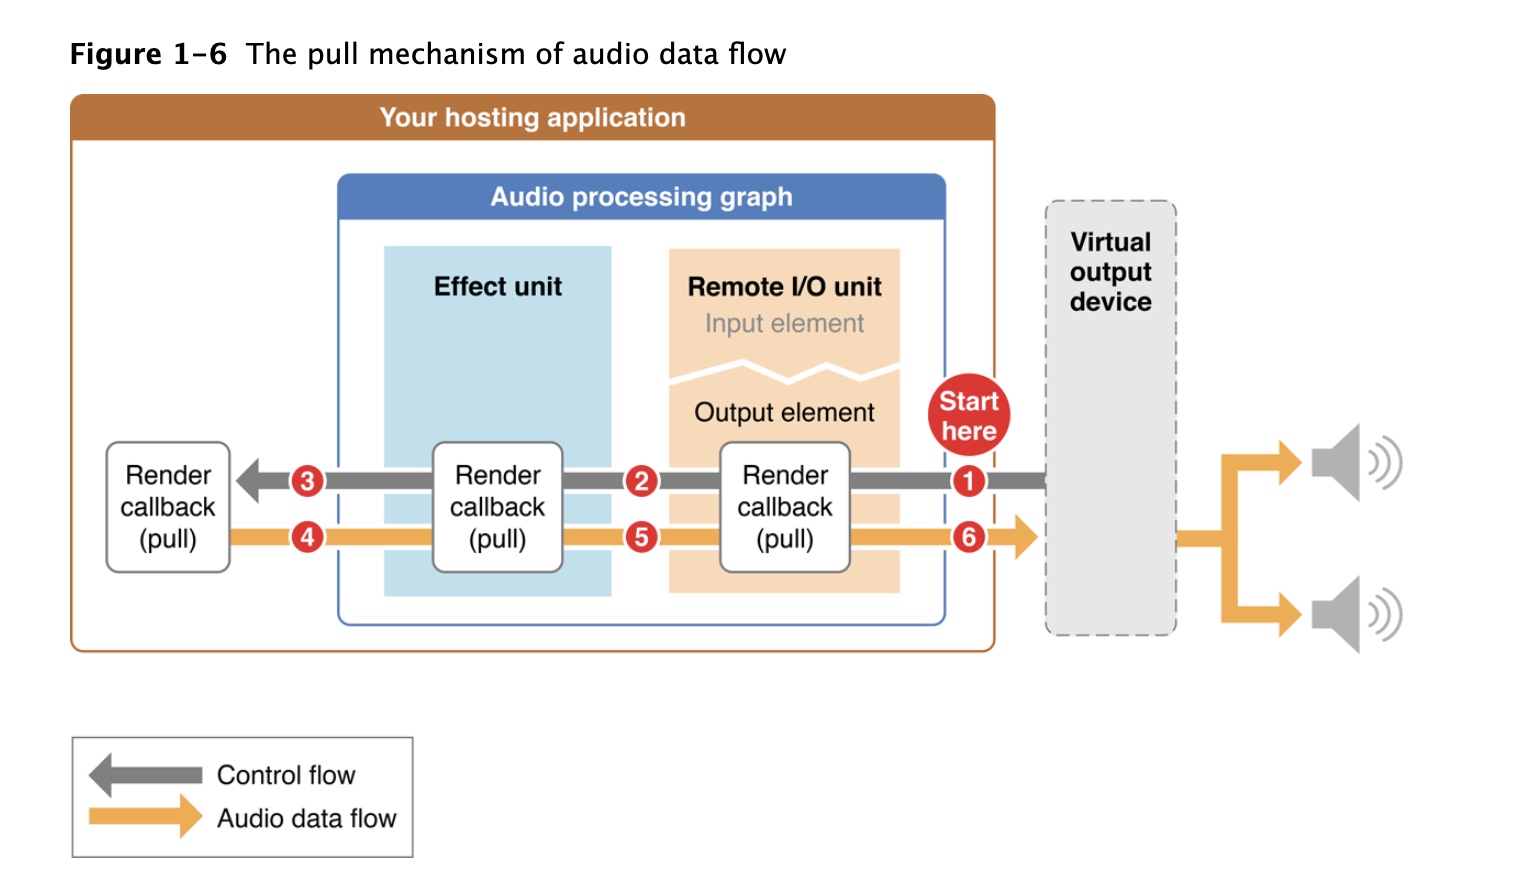 Figure 1–6 The pull mechanism of audio data flow
Your hosting application
Audio processing graph
Effect unit
Remote I/O unit
Input element
Output element
Virtual
output
device
Start
here
Render
callback
(pull)
3
4
Render
callback
(pull)
2
5
Render
callback
(pull)
1
6
Control flow
Audio data flow